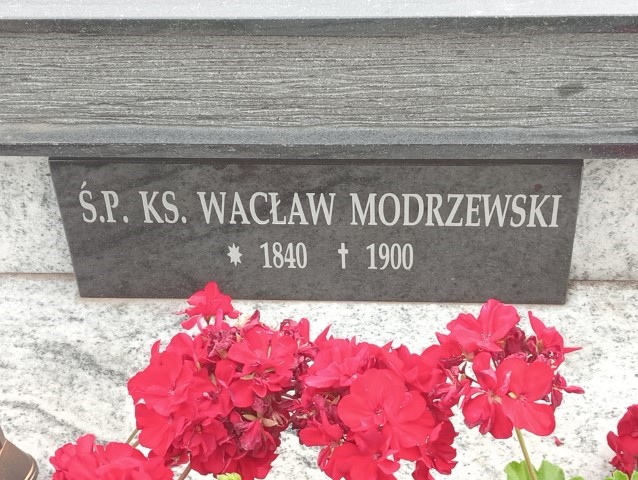 Ś.P. KS. WACŁAW MODRZEWSKI
* 1840 † 1900